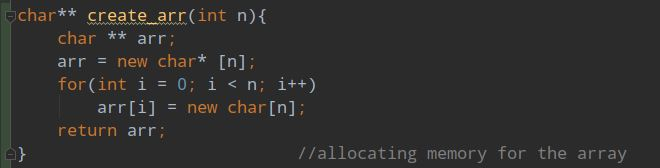 char** create_arr(int n){
    char ** arr;
    arr = new char* [n];
    for(int i = 0; i < n; i++)
        arr[i] = new char[n];
    return arr;
}                           //allocating memory for the array